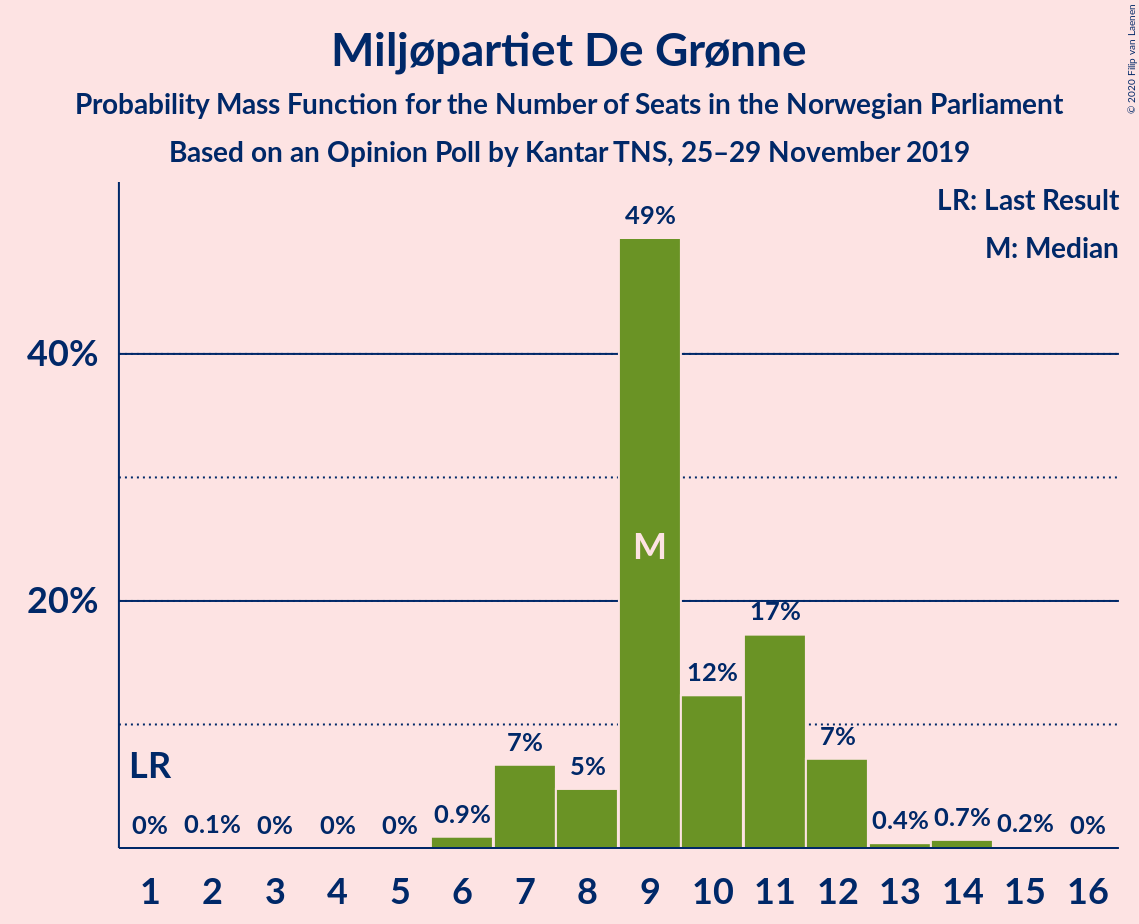 Miljøpartiet De Grønne
Probability Mass Function for the Number of Seats in the Norwegian Parliament
Based on an Opinion Poll by Kantar TNS, 25–29 November 2019
© 2020 Filip van Laenen
LR: Last Result
M: Median
49%
40%
M
20%
17%
12%
7%
7%
5%
LR
0% 0.1% 0% 0% 0% 0.9% 0.4% 0.7% 0.2% 0%
1 2 3 4 5 6 7 8 9 10 11 12 13 14 15 16